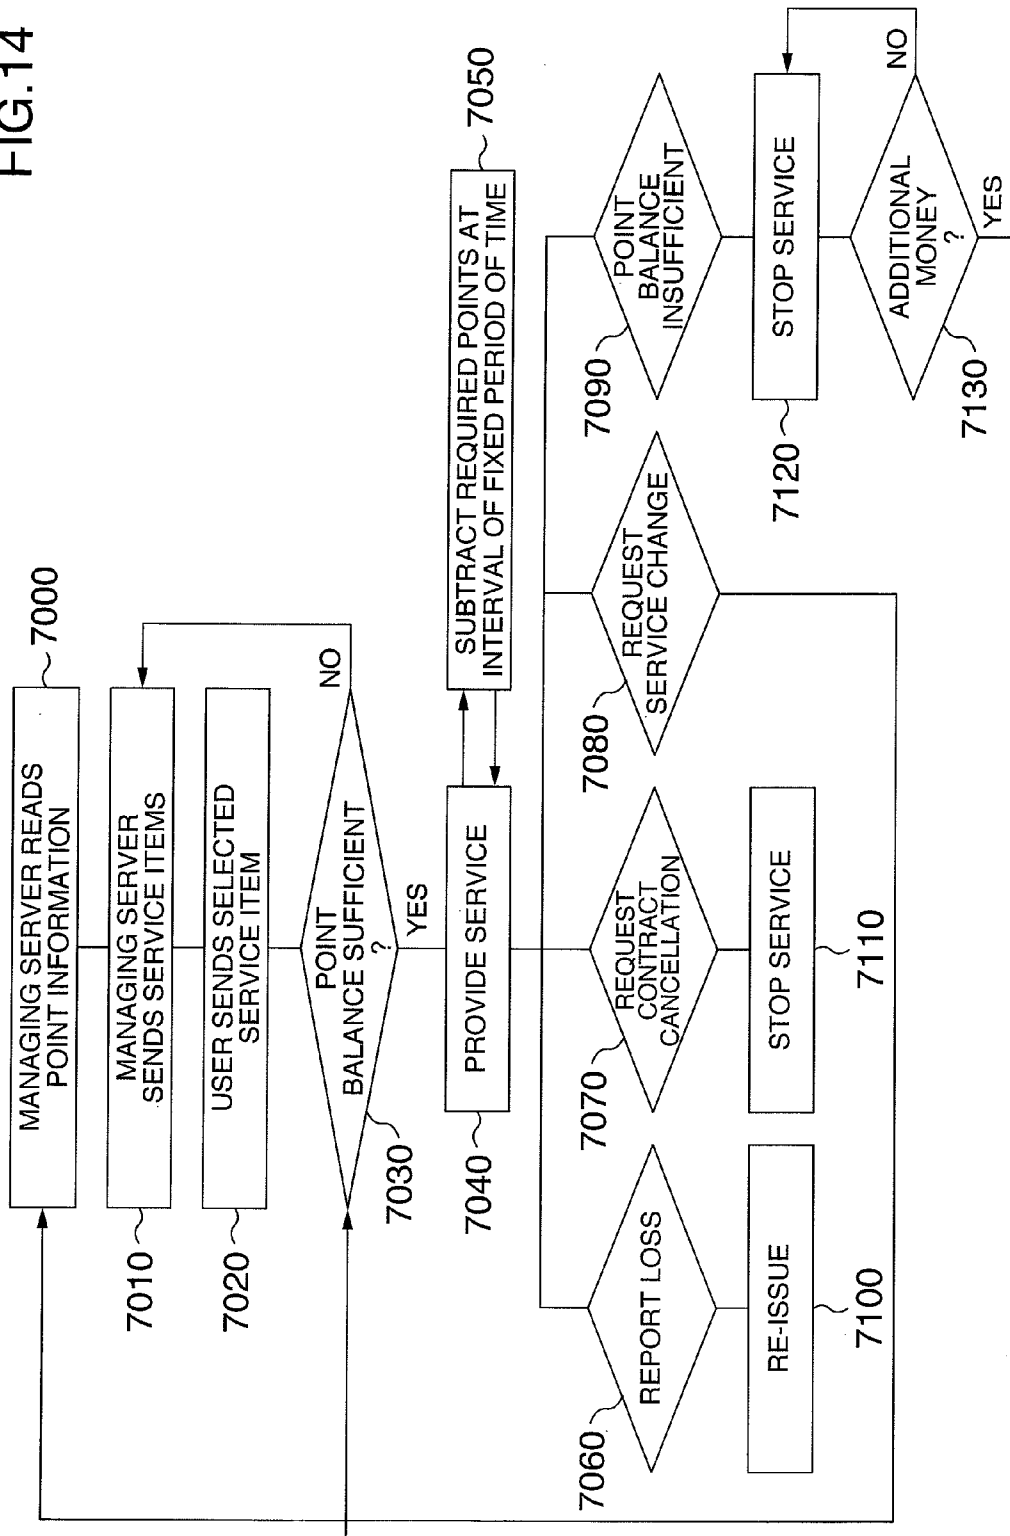 FIG.14
MANAGING SERVER READS
POINT INFORMATION
7000
MANAGING SERVER
SENDS SERVICE ITEMS
7010
USER SENDS SELECTED
SERVICE ITEM
7020
POINT
BALANCE SUFFICIENT
?
NO
7030
YES
PROVIDE SERVICE
7040
SUBTRACT REQUIRED POINTS AT
INTERVAL OF FIXED PERIOD OF TIME
7050
REPORT LOSS
7060
REQUEST
CONTRACT
CANCELLATION
7070
REQUEST
SERVICE CHANGE
7080
POINT
BALANCE
INSUFFICIENT
7090
RE-ISSUE
7100
STOP SERVICE
7110
STOP SERVICE
7120
ADDITIONAL
MONEY
?
NO
7130
YES